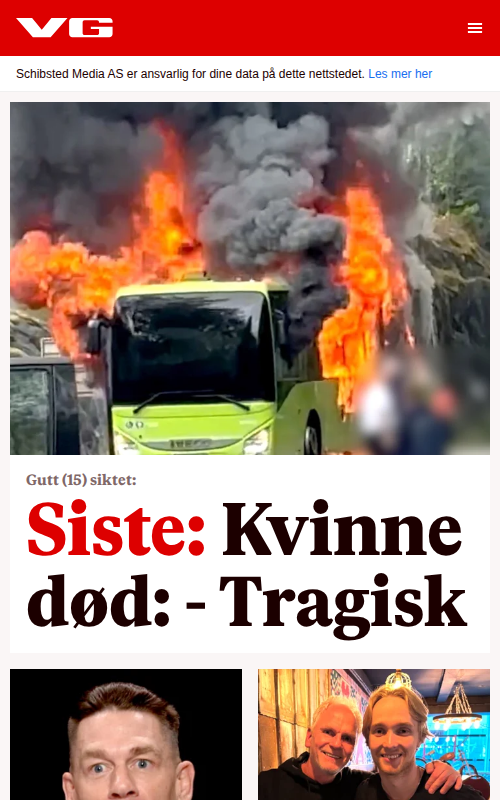 VG
Schibsted Media AS er ansvarlig for dine data på dette nettstedet. Les mer her
Gutt (15) siktet:
Siste: Kvinne
død: - Tragisk